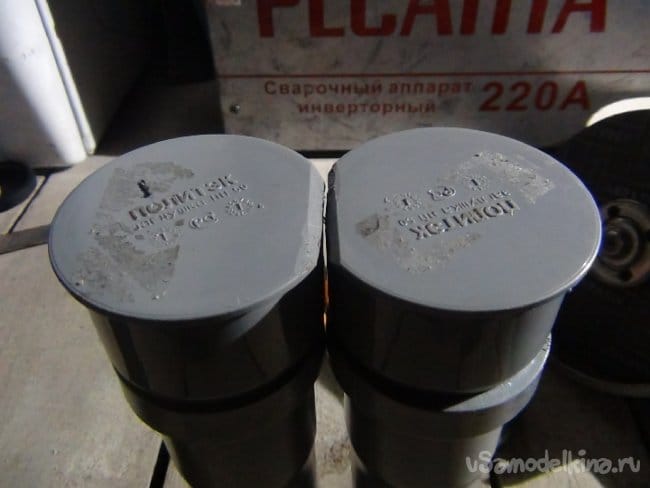 РЕСАНТА
Сварочный аппарат
инверторный 220А
ПОЛИТЭК
ПОЛИТЭК
vSamodelkina.ru